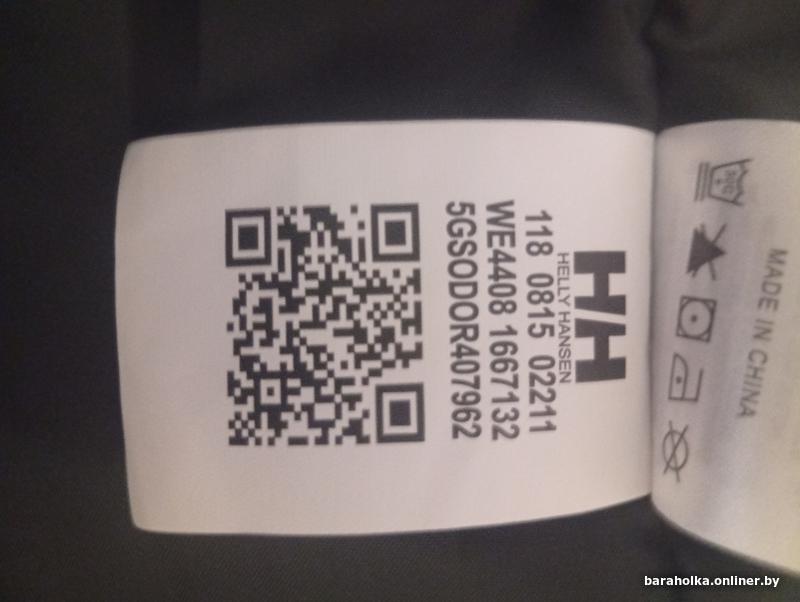 HH
HELLY HANSEN
118 0815 02211
WE4408 1667132
5GSODOR407962
MADE IN CHINA
baraholka.onliner.by